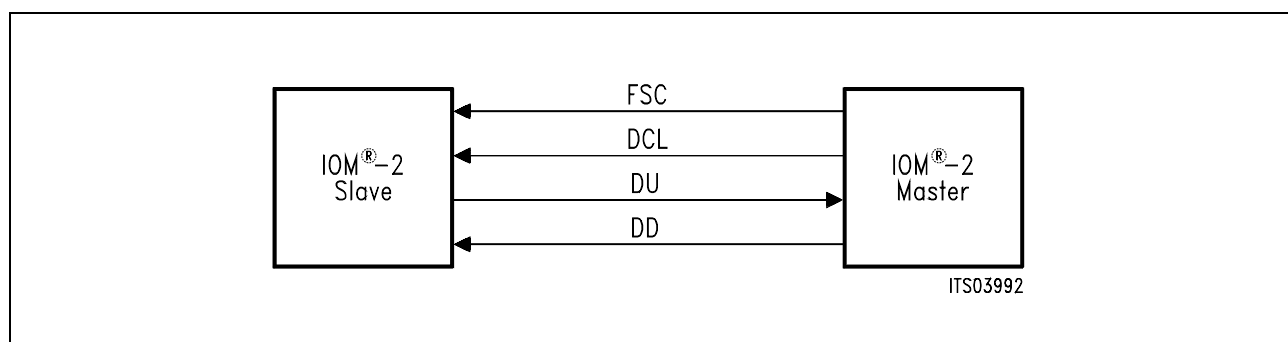 FSC
DCL
IOM®-2
Slave
IOM®-2
Master
DU
DD
ITS03992